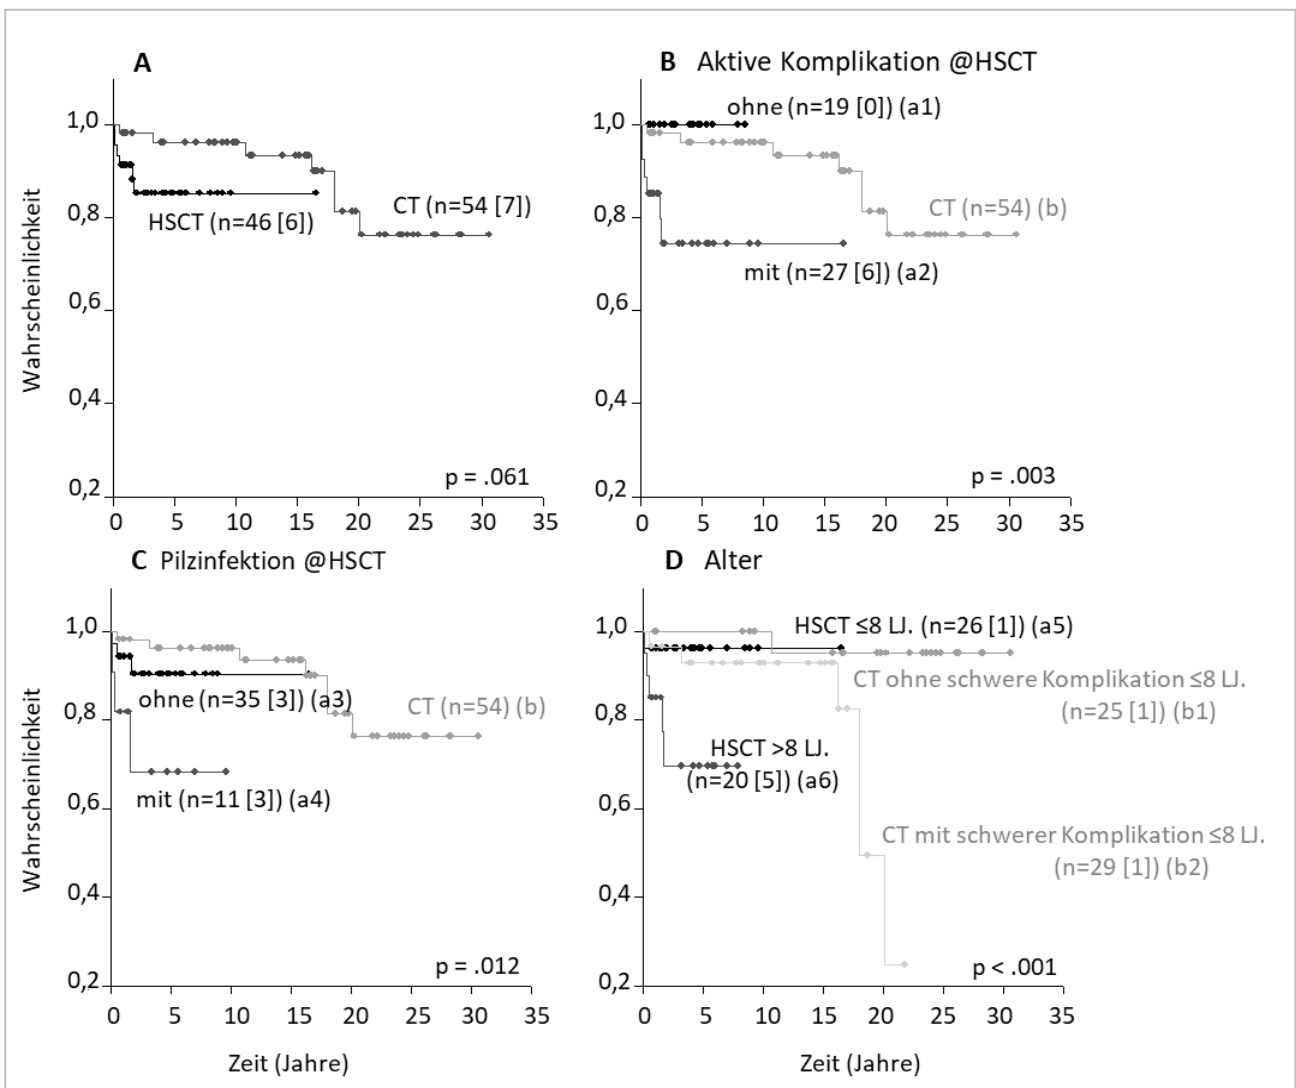 A
Wahrscheinlichkeit
1,0
0,8
0,6
0,4
0,2
HSCT (n=46 [6])
CT (n=54 [7])
p = .061
0 5 10 15 20 25 30 35
B Aktive Komplikation @HSCT
ohne (n=19 [0]) (a1)
1,0
0,8
0,6
0,4
0,2
CT (n=54) (b)
mit (n=27 [6]) (a2)
p = .003
0 5 10 15 20 25 30 35
C Pilzinfektion @HSCT
Wahrscheinlichkeit
1,0
0,8
0,6
0,4
0,2
ohne (n=35 [3]) (a3)
CT (n=54) (b)
mit (n=11 [3]) (a4)
p = .012
0 5 10 15 20 25 30 35
Zeit (Jahre)
D Alter
1,0
0,8
0,6
0,4
0,2
HSCT ≤8 LJ. (n=26 [1]) (a5)
CT ohne schwere Komplikation ≤8 LJ.
(n=25 [1]) (b1)
HSCT >8 LJ.
(n=20 [5]) (a6)
CT mit schwerer Komplikation ≤8 LJ.
(n=29 [1]) (b2)
p < .001
0 5 10 15 20 25 30 35
Zeit (Jahre)